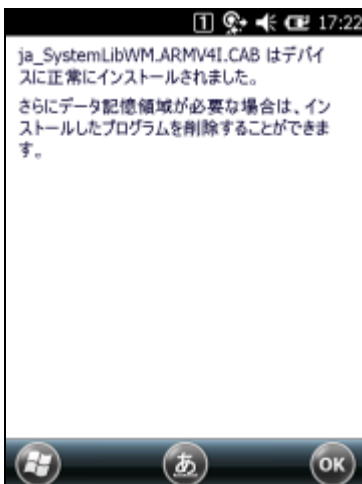 1 17:22
ja_SystemLibWM.ARMV4I.CAB はデバイ
スに正常にインストールされました。
さらにデータ記憶領域が必要な場合は、イン
ストールしたプログラムを削除することができま
す。
あ OK